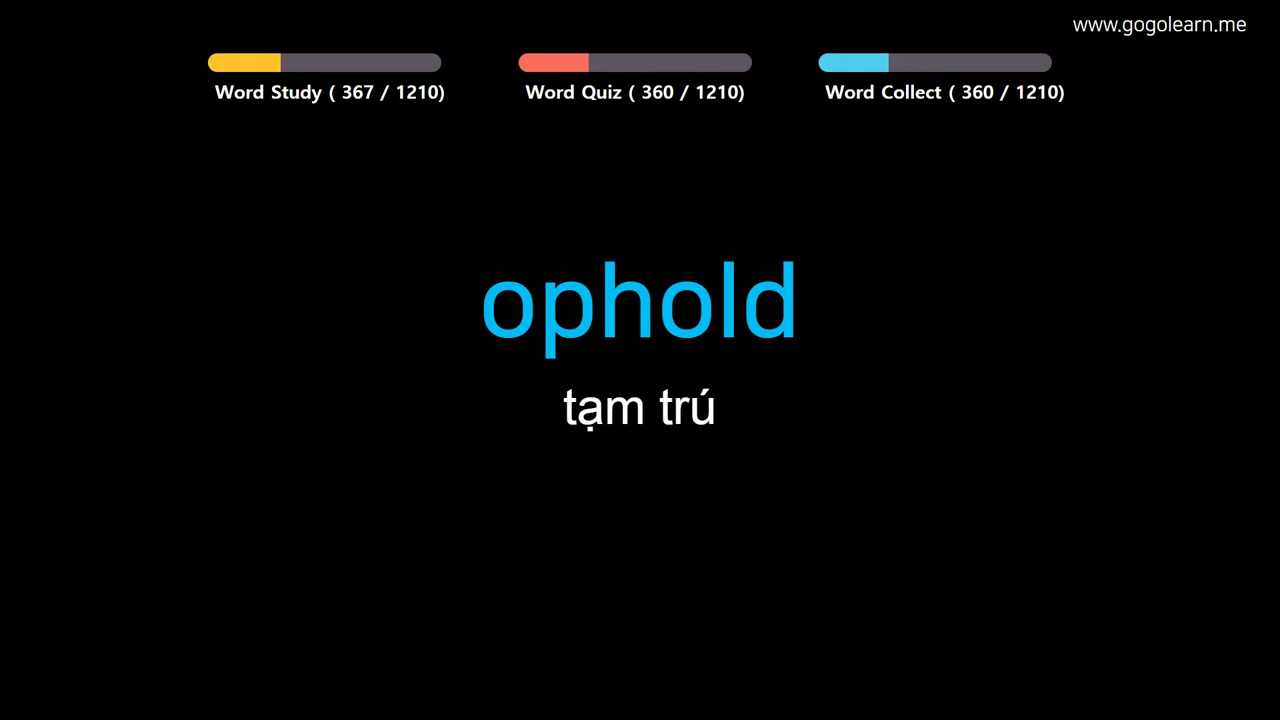 www.gogolearn.me
Word Study ( 367 / 1210)
Word Quiz ( 360 / 1210)
Word Collect ( 360 / 1210)
ophold
tạm trú